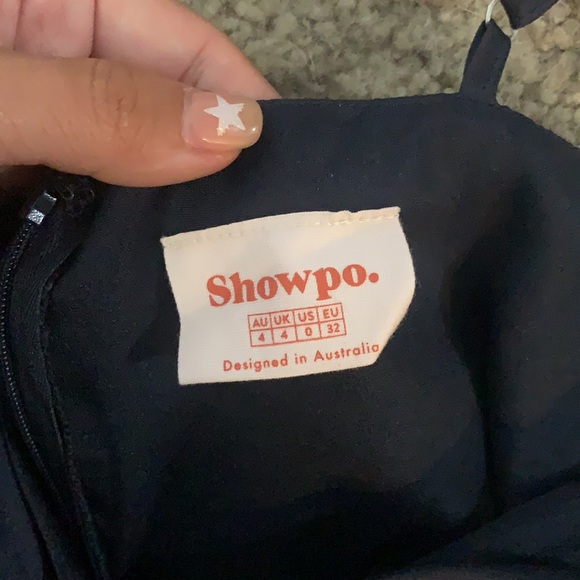 Showpo.
AU UK US EU
4 4 0 32
Designed in Australia